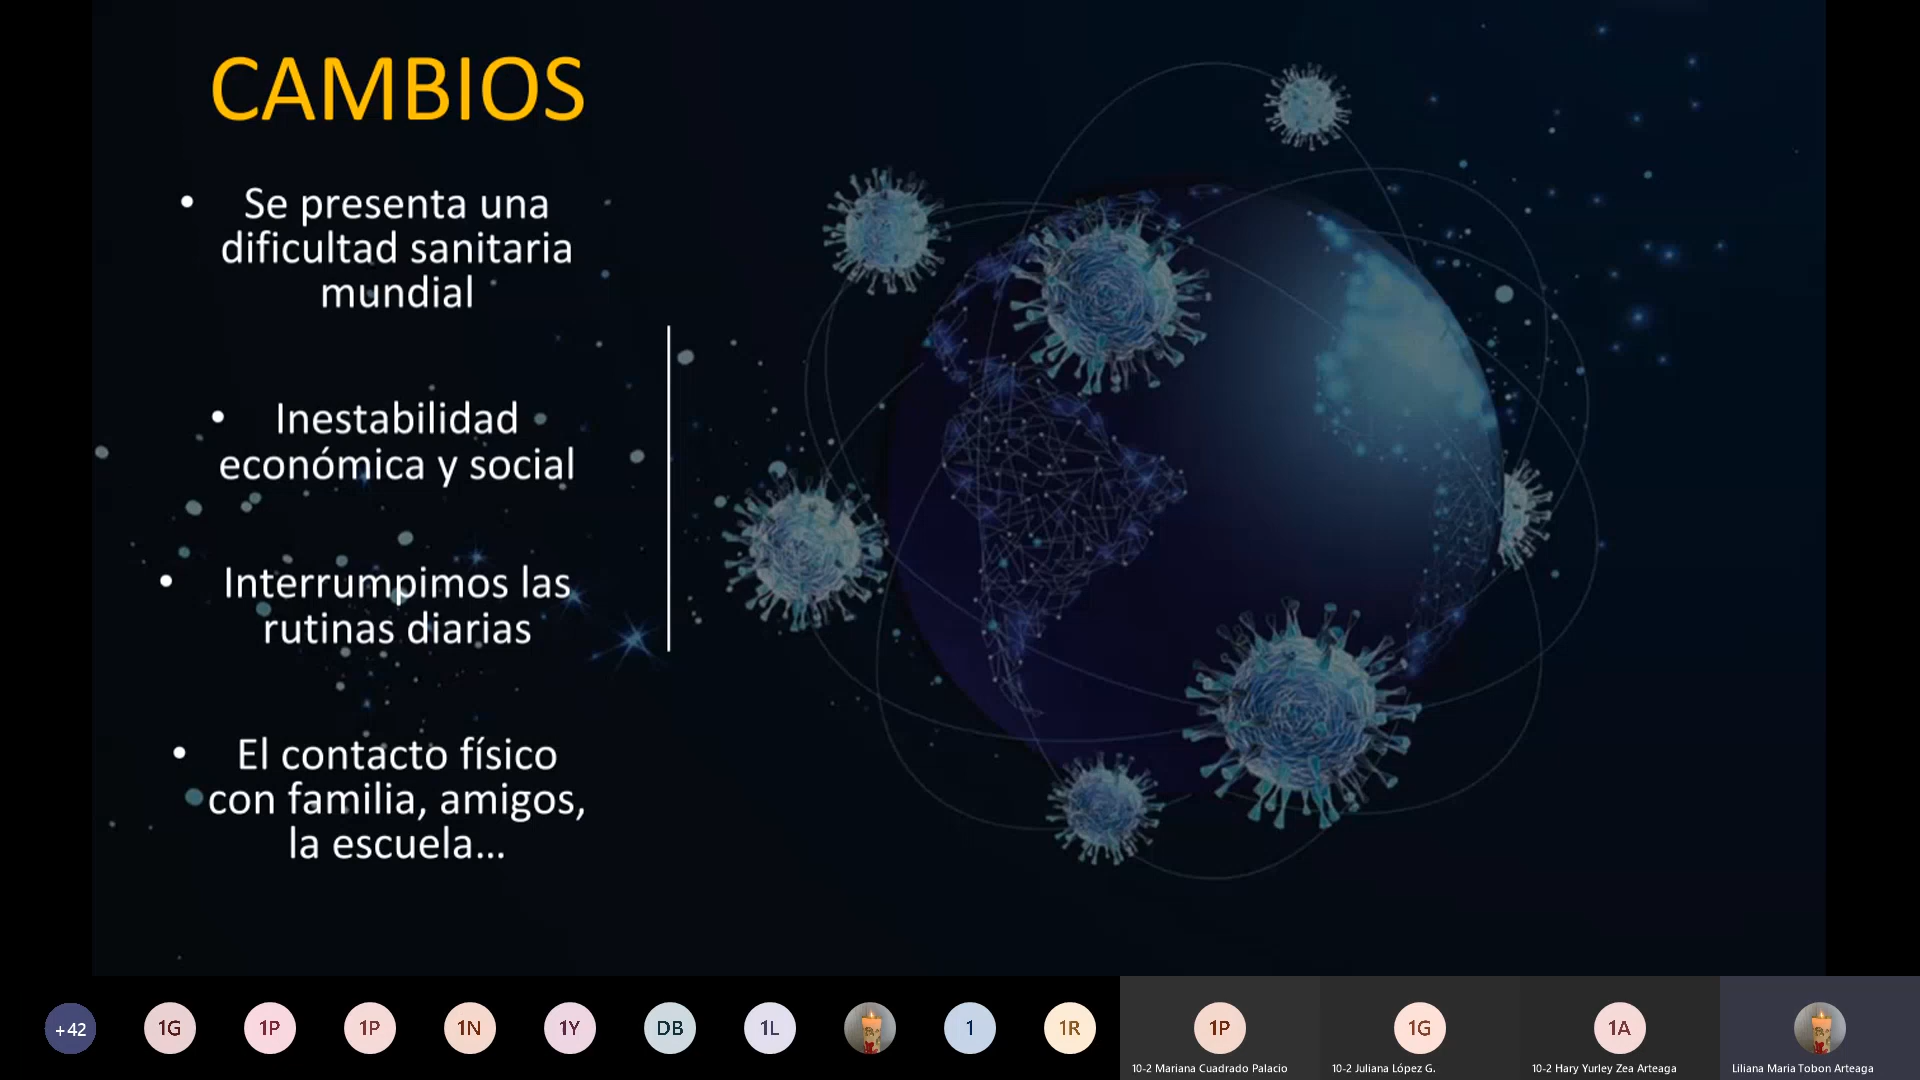 CAMBIOS
• Se presenta una
dificultad sanitaria
mundial
• Inestabilidad
económica y social
• Interrumpimos las
rutinas diarias
• El contacto físico
con familia, amigos,
la escuela...
+42
1G
1P
1P
1N
1Y
DB
1L
1
1R
1P
1G
1A
10-2 Mariana Cuadrado Palacio
10-2 Juliana López G.
10-2 Hary Yurley Zea Arteaga
Liliana Maria Tobon Arteaga